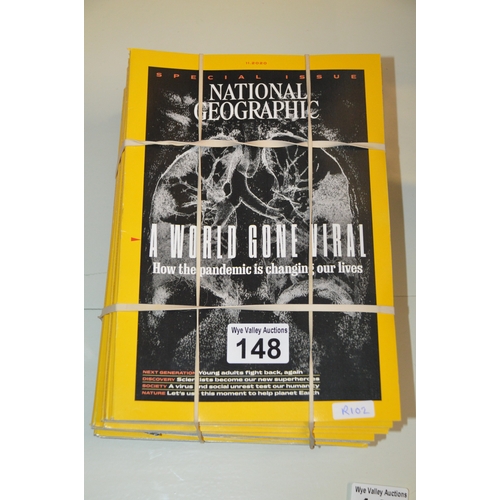 11.2020
SPECIAL ISSUE
NATIONAL
GEOGRAPHIC
A WORLD GONE VIRAL
How the pandemic is changing our lives
Wye Valley Auctions
148
NEXT GENERATION Young adults fight back, again
DISCOVERY Scientists become our new superheroes
SOCIETY A virus and social unrest test our humanity
NATURE Let's use this moment to help planet Earth
R102
Wye Valley Auctions